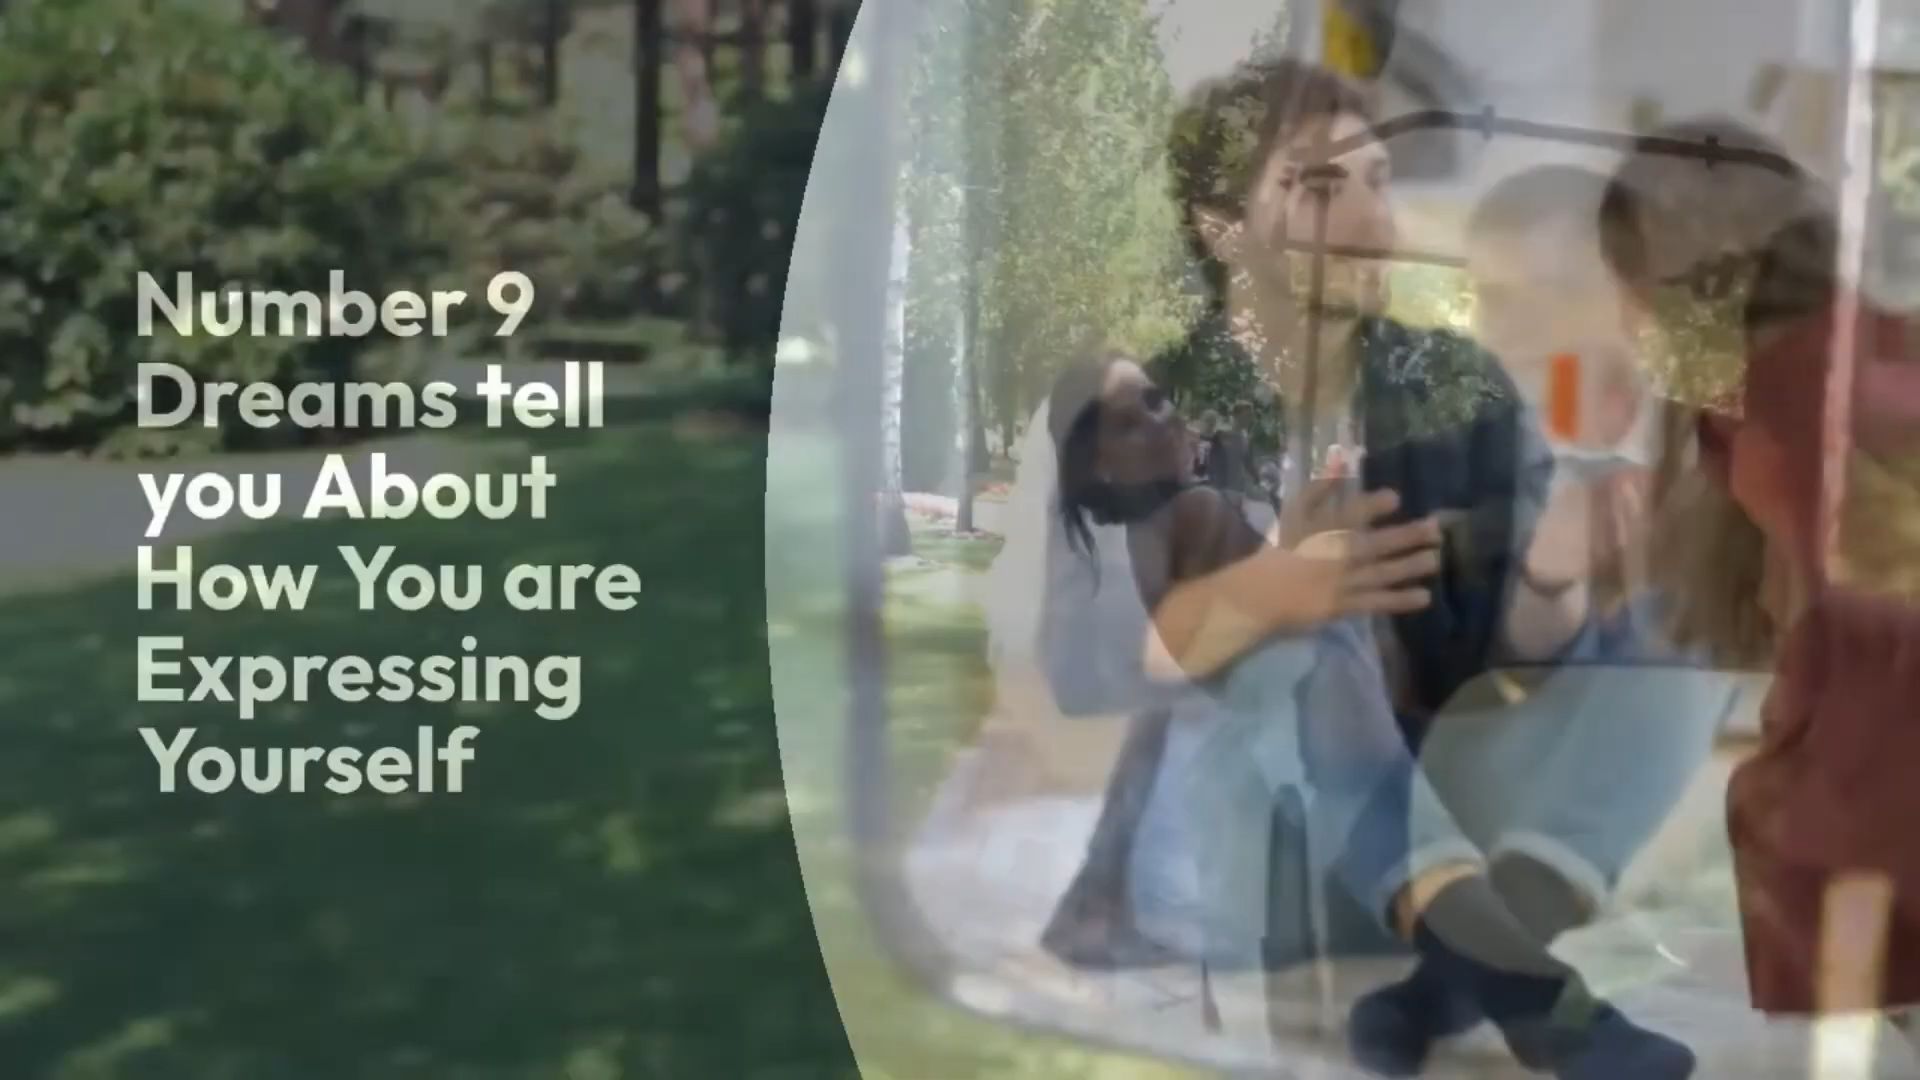 Number 9
Dreams tell
you About
How You are
Expressing
Yourself